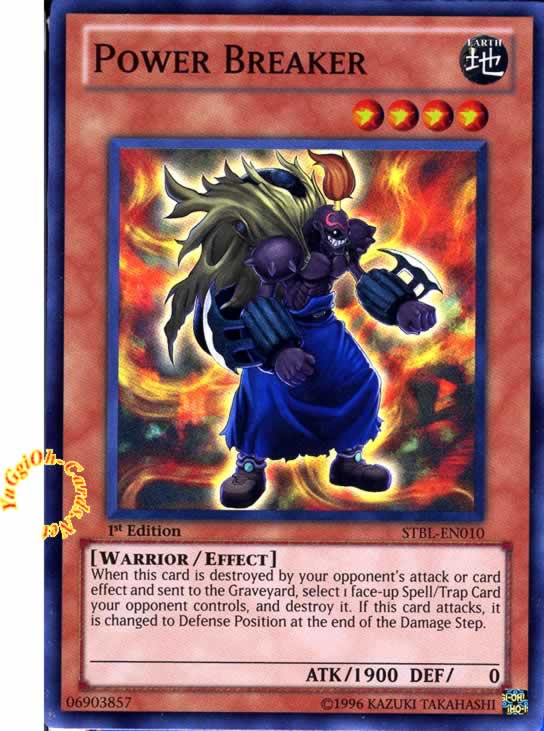 POWER BREAKER
EARTH
地
YuGgiOh-Cards.Net
1st Edition
STBL-EN010
[WARRIOR/EFFECT]
When this card is destroyed by your opponent's attack or card
effect and sent to the Graveyard, select 1 face-up Spell/Trap Card
your opponent controls, and destroy it. If this card attacks, it
is changed to Defense Position at the end of the Damage Step.
ATK/1900 DEF/ 0
06903857
©1996 KAZUKI TAKAHASHI